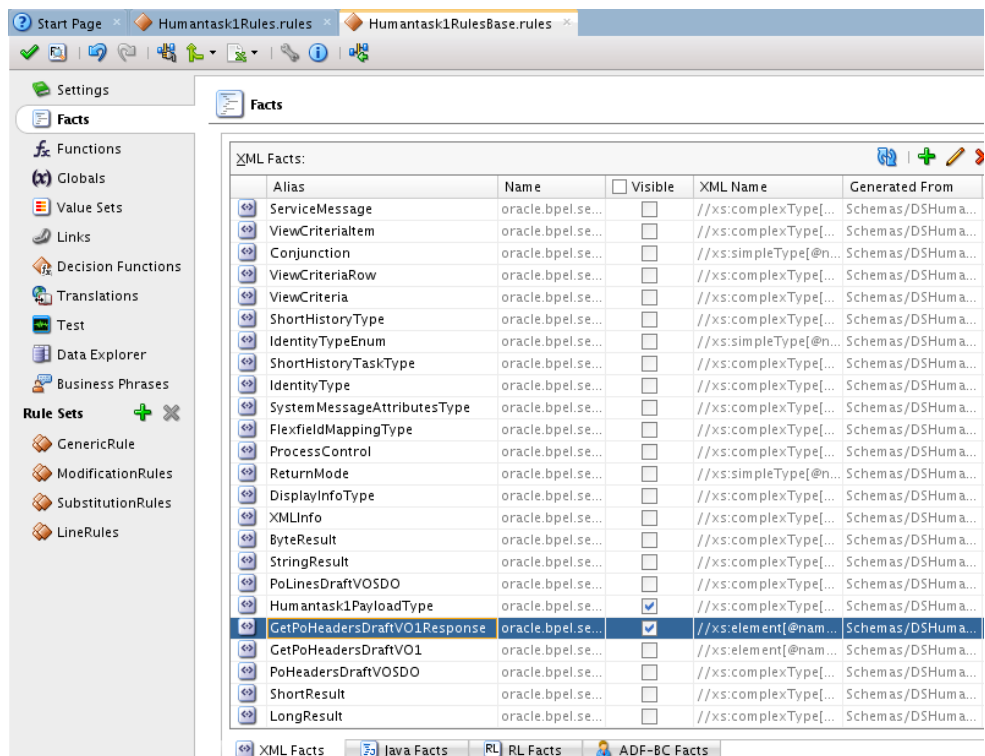 Start Page
Humantask1Rules.rules
Humantask1RulesBase.rules
Settings
Facts
Functions
Globals
Value Sets
Links
Decision Functions
Translations
Test
Data Explorer
Business Phrases
Rule Sets
GenericRule
ModificationRules
SubstitutionRules
LineRules
Facts
XML Facts:
Alias Name Visible XML Name Generated From
ServiceMessage oracle.bpel.se... //xs:complexType[... Schemas/DSHuma...
ViewCriteriaItem oracle.bpel.se... //xs:complexType[... Schemas/DSHuma...
Conjunction oracle.bpel.se... //xs:simpleType[@n... Schemas/DSHuma...
ViewCriteriaRow oracle.bpel.se... //xs:complexType[... Schemas/DSHuma...
ViewCriteria oracle.bpel.se... //xs:complexType[... Schemas/DSHuma...
ShortHistoryType oracle.bpel.se... //xs:complexType[... Schemas/DSHuma...
IdentityTypeEnum oracle.bpel.se... //xs:simpleType[@n... Schemas/DSHuma...
ShortHistoryTaskType oracle.bpel.se... //xs:complexType[... Schemas/DSHuma...
IdentityType oracle.bpel.se... //xs:complexType[... Schemas/DSHuma...
SystemMessageAttributesType oracle.bpel.se... //xs:complexType[... Schemas/DSHuma...
FlexfieldMappingType oracle.bpel.se... //xs:complexType[... Schemas/DSHuma...
ProcessControl oracle.bpel.se... //xs:complexType[... Schemas/DSHuma...
ReturnMode oracle.bpel.se... //xs:simpleType[@n... Schemas/DSHuma...
DisplayInfoType oracle.bpel.se... //xs:complexType[... Schemas/DSHuma...
XMLInfo oracle.bpel.se... //xs:complexType[... Schemas/DSHuma...
ByteResult oracle.bpel.se... //xs:complexType[... Schemas/DSHuma...
StringResult oracle.bpel.se... //xs:complexType[... Schemas/DSHuma...
PoLinesDraftVOSDO oracle.bpel.se... //xs:complexType[... Schemas/DSHuma...
Humantask1PayloadType oracle.bpel.se... //xs:complexType[... Schemas/DSHuma...
GetPoHeadersDraftVO1Response oracle.bpel.se... //xs:element[@nam... Schemas/DSHuma...
GetPoHeadersDraftVO1 oracle.bpel.se... //xs:element[@nam... Schemas/DSHuma...
PoHeadersDraftVOSDO oracle.bpel.se... //xs:complexType[... Schemas/DSHuma...
ShortResult oracle.bpel.se... //xs:complexType[... Schemas/DSHuma...
LongResult oracle.bpel.se... //xs:complexType[... Schemas/DSHuma...
XML Facts Java Facts RL RL Facts ADF-BC Facts